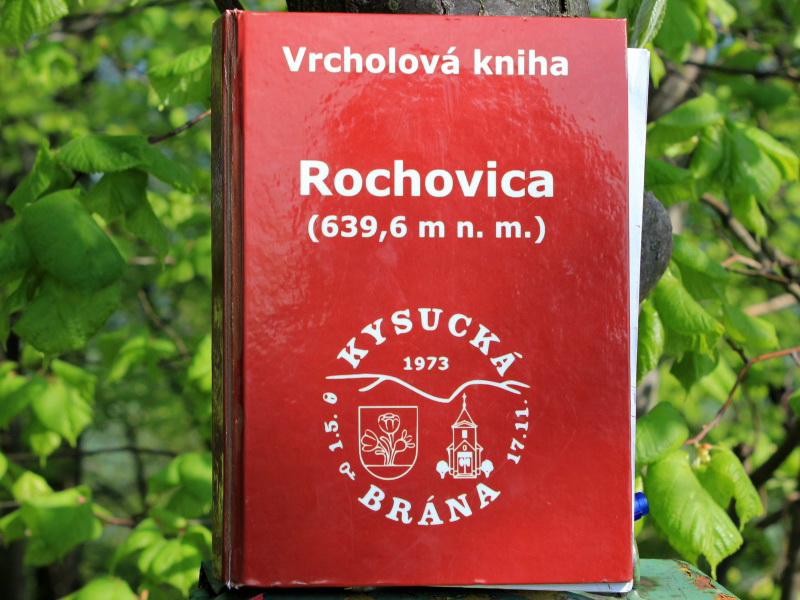 Vrcholová kniha
Rochovica
(639,6 m n. m.)
KYSUCKÁ
1973
1.5.
17.11.
BRÁNA